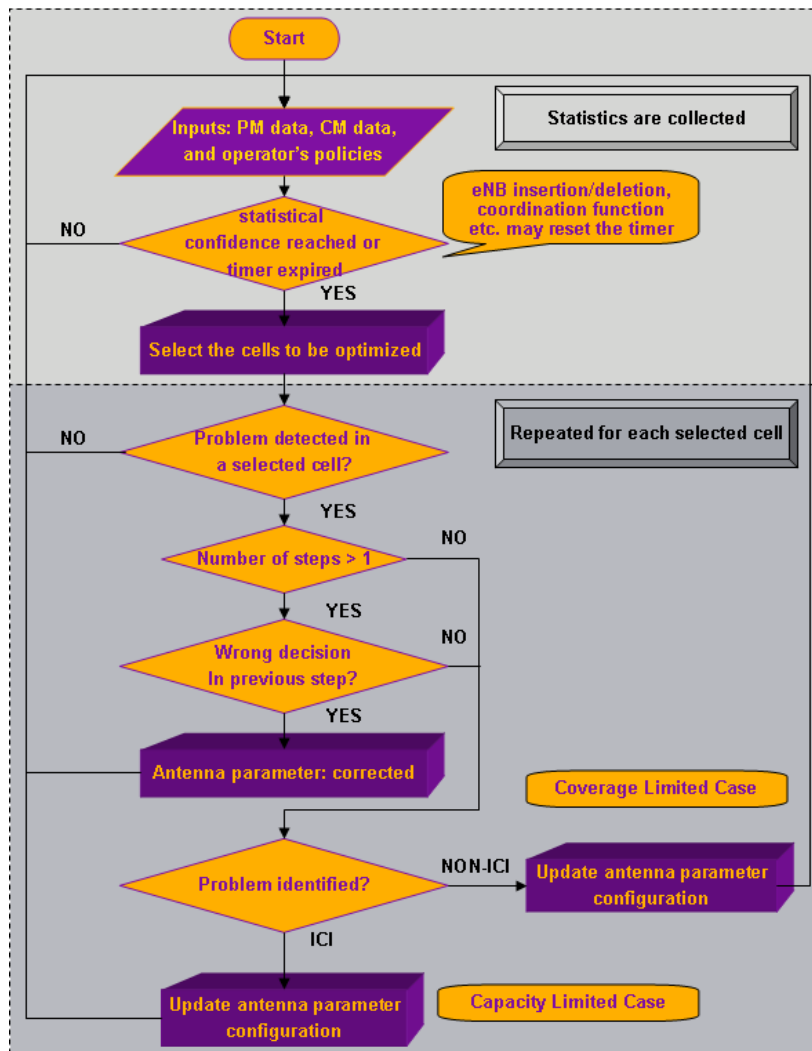 Start
Inputs: PM data, CM data,
and operator's policies
Statistics are collected
eNB insertion/deletion,
coordination function
etc. may reset the timer
NO
statistical
confidence reached or
timer expired
YES
Select the cells to be optimized
NO
Problem detected in
a selected cell?
Repeated for each selected cell
YES
NO
Number of steps > 1
YES
NO
Wrong decision
In previous step?
YES
Antenna parameter: corrected
Coverage Limited Case
Problem identified?
NON-ICI
Update antenna parameter
configuration
ICI
Update antenna parameter
configuration
Capacity Limited Case